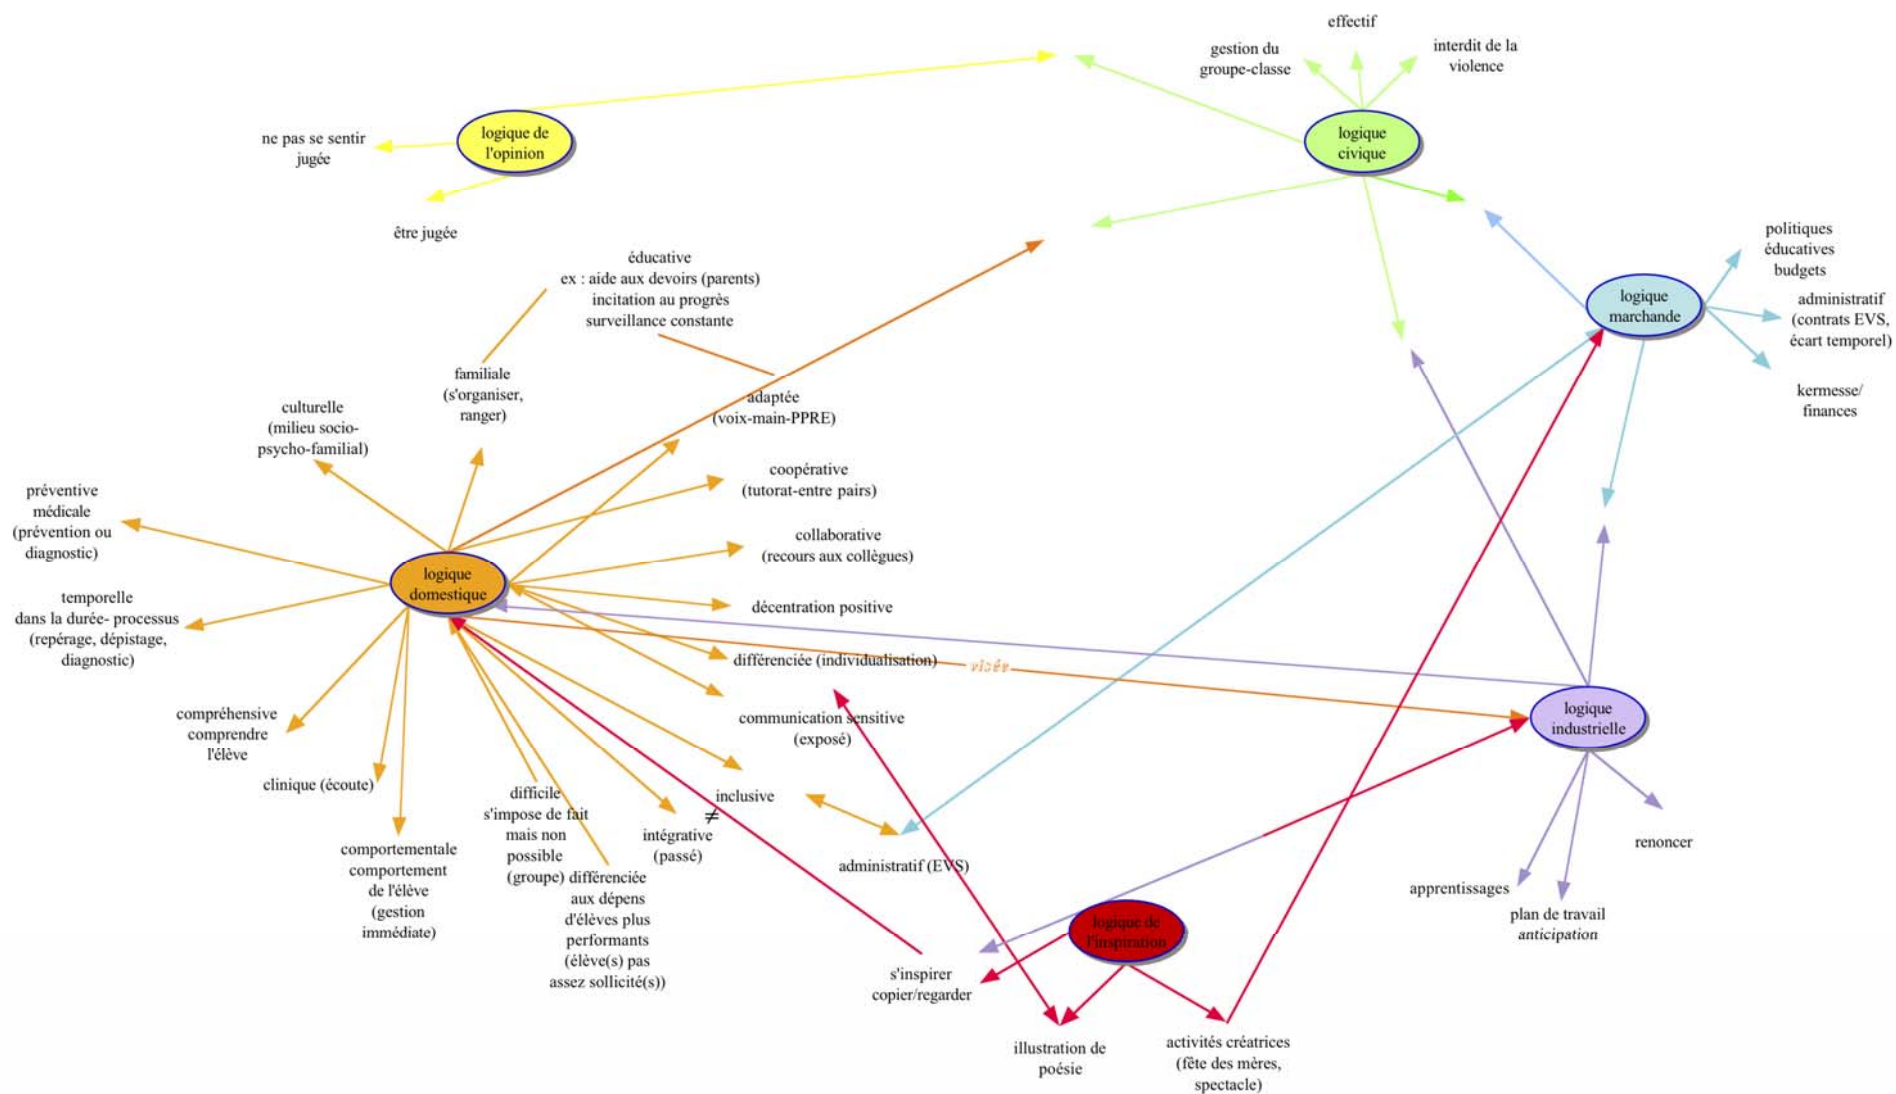 effectif
gestion du
groupe-classe
interdit de la
violence
logique de
l'opinion
logique
civique
ne pas se sentir
jugée
être jugée
politiques
éducatives
budgets
éducative
ex : aide aux devoirs (parents)
incitation au progrès
surveillance constante
logique
marchande
administratif
(contrats EVS,
écart temporel)
kermesse/
finances
familiale
(s'organiser,
ranger)
adaptée
(voix-main-PPRE)
culturelle
(milieu socio-
psycho-familial)
coopérative
(tutorat-entre pairs)
préventive
médicale
(prévention ou
diagnostic)
collaborative
(recours aux collègues)
logique
domestique
temporelle
dans la durée- processus
(repérage, dépistage,
diagnostic)
décentration positive
différenciée (individualisation)
visée
communication sensitive
(exposé)
logique
industrielle
compréhensive
comprendre
l'élève
clinique (écoute)
difficile
s'impose de fait
mais non
possible
(groupe)
inclusive
≠
intégrative
(passé)
administratif (EVS)
comportementale
comportement
de l'élève
(gestion
immédiate)
différenciée
aux dépens
d'élèves plus
performants
(élève(s) pas
assez sollicité(s))
renoncer
apprentissages
plan de travail
anticipation
logique de
l'inspiration
s'inspirer
copier/regarder
illustration de
poésie
activités créatrices
(fête des mères,
spectacle)